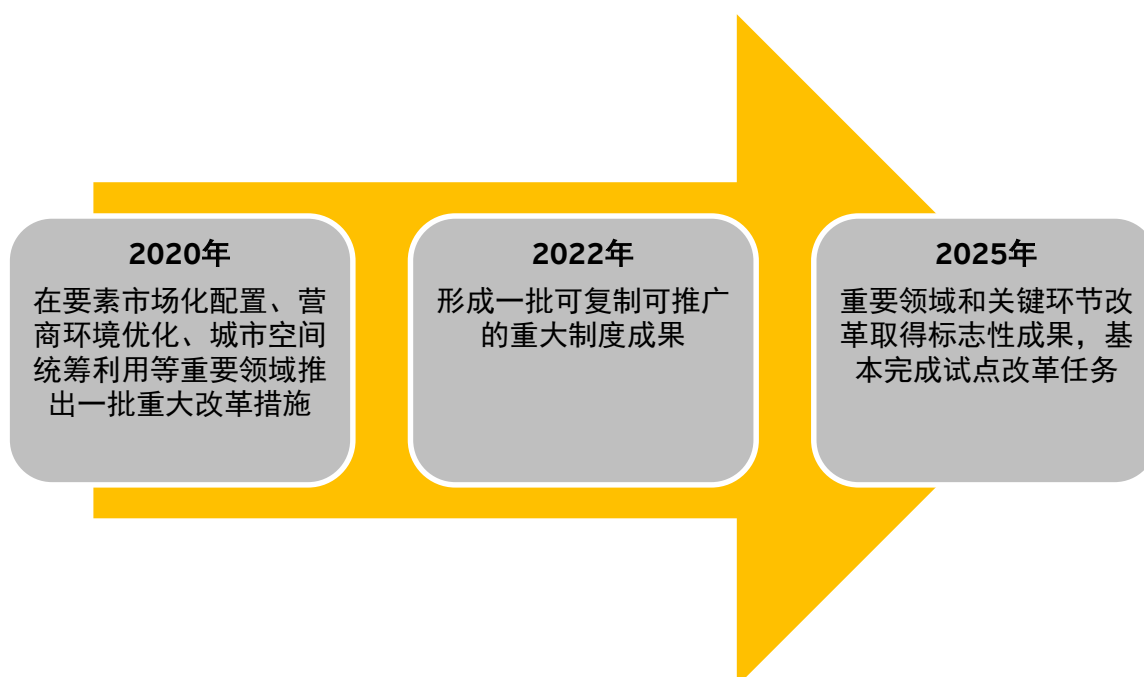 2020年
在要素市场化配置、营
商环境优化、城市空间
统筹利用等重要领域推
出一批重大改革措施
2022年
形成一批可复制可推广
的重大制度成果
2025年
重要领域和关键环节改
革取得标志性成果，基
本完成试点改革任务